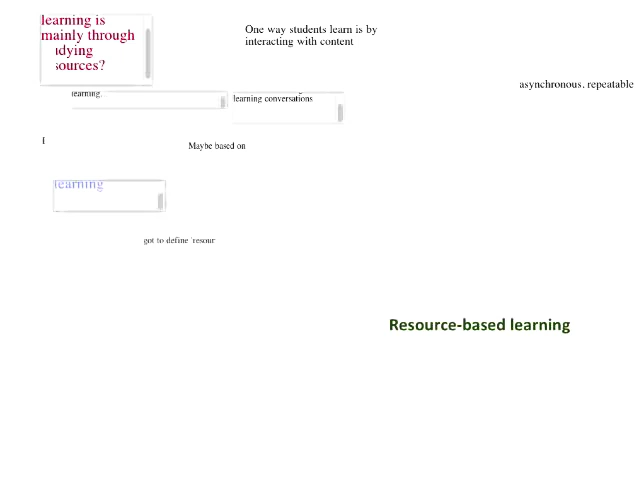 learning is
mainly through
udying
sources?
One way students learn is by
interacting with content
asynchronous, repeatable
learning.
learning conversations
f
Maybe based on
learning
got to define 'resour
Resource-based learning